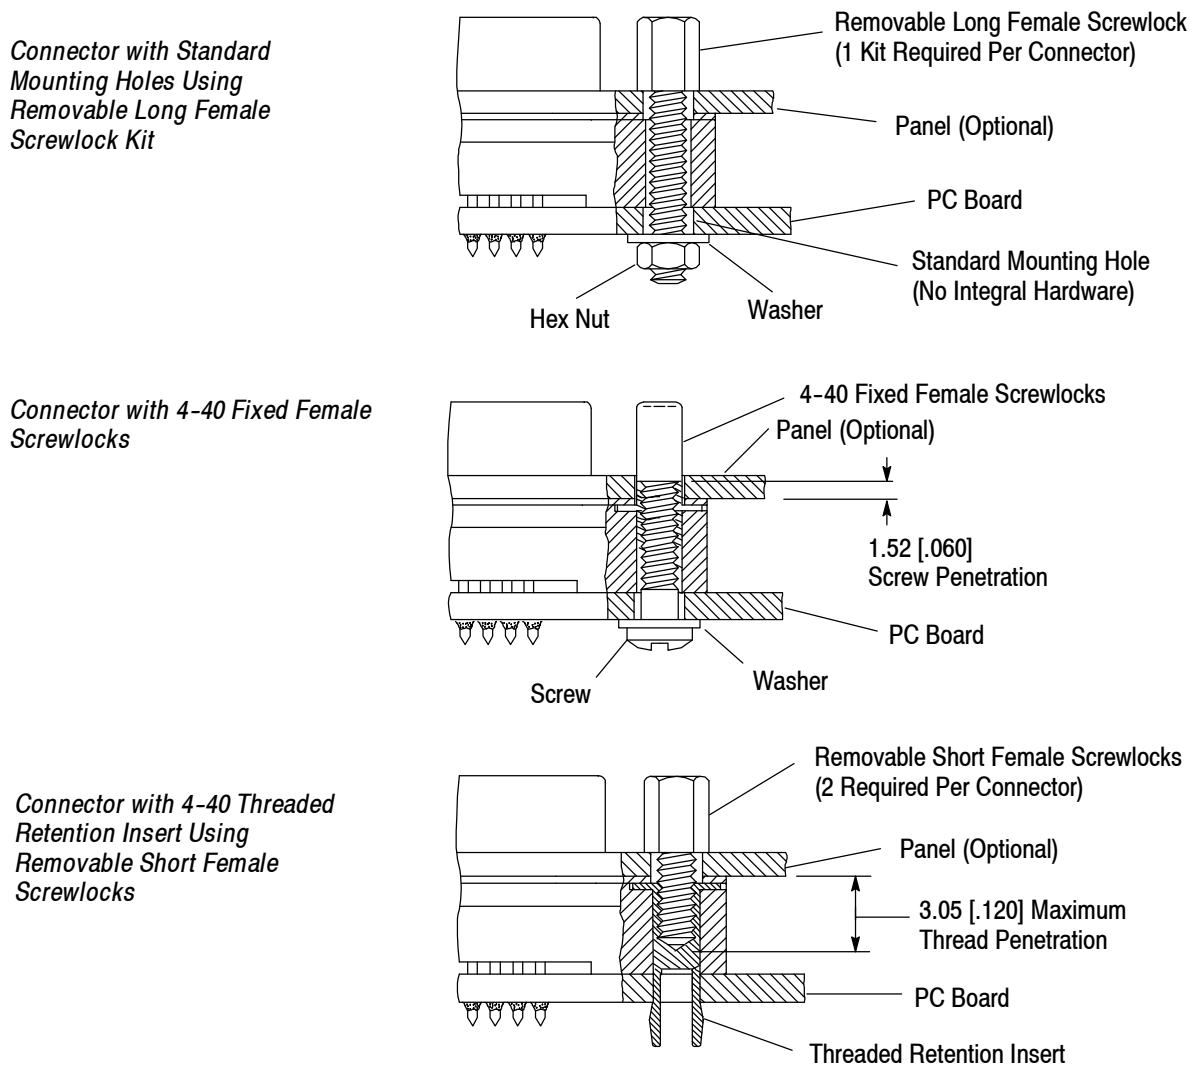 Connector with Standard
Mounting Holes Using
Removable Long Female
Screwlock Kit
Removable Long Female Screwlock
(1 Kit Required Per Connector)
Panel (Optional)
PC Board
Standard Mounting Hole
(No Integral Hardware)
Washer
Hex Nut
Connector with 4-40 Fixed Female
Screwlocks
4-40 Fixed Female Screwlocks
Panel (Optional)
1.52 [.060]
Screw Penetration
PC Board
Washer
Screw
Connector with 4-40 Threaded
Retention Insert Using
Removable Short Female
Screwlocks
Removable Short Female Screwlocks
(2 Required Per Connector)
Panel (Optional)
3.05 [.120] Maximum
Thread Penetration
PC Board
Threaded Retention Insert